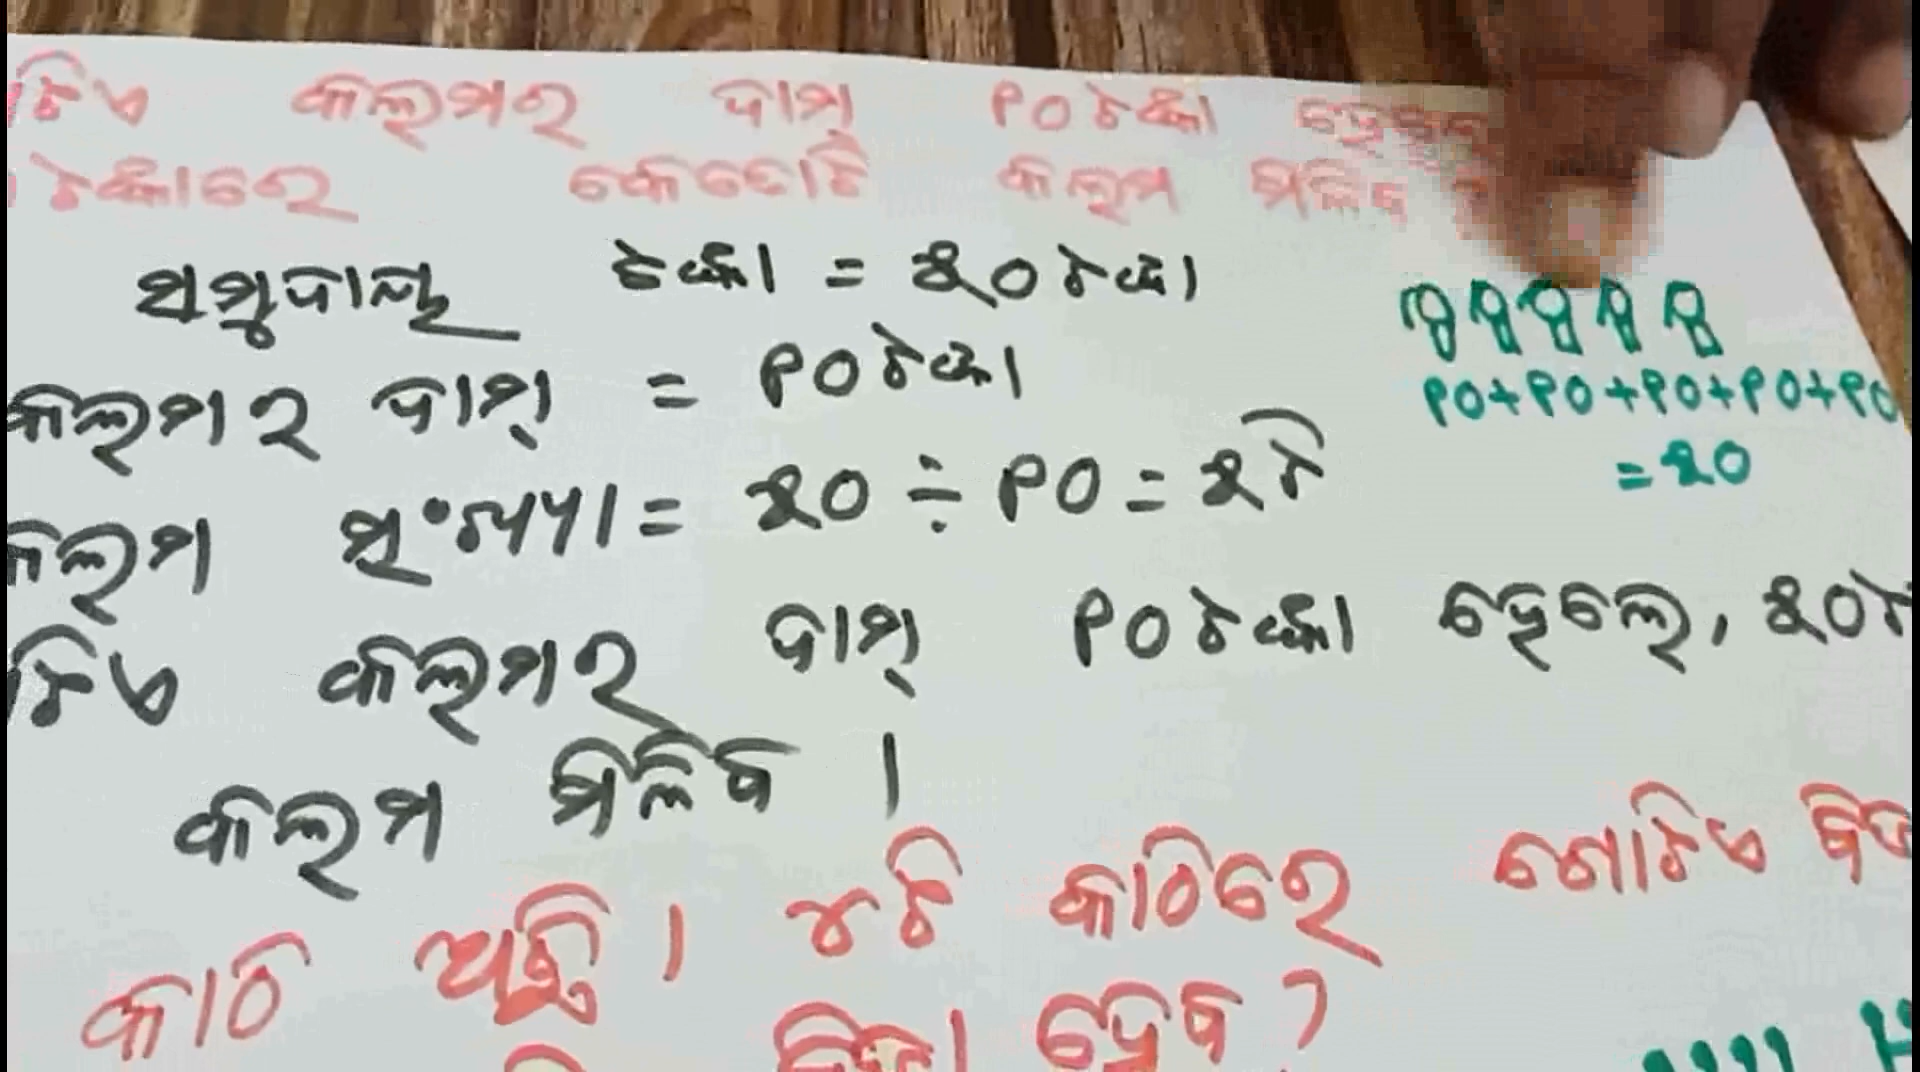 ଟିଏ କଲମର ଦାମ୍ ୧୦ ଟଙ୍କା
ଟଙ୍କାରେ କେତୋଟି କଲମ ମିଳିବ
ସମୁଦାୟ ଟଙ୍କା = ୫୦ ଟଙ୍କା
କଲମର ଦାମ୍ = ୧୦ ଟଙ୍କା
କଲମ ସଂଖ୍ୟା = ୫୦ ÷ ୧୦ = ୫ଟି
୧୦+୧୦+୧୦+୧୦+୧୦
=୫୦
ଟିଏ କଲମର ଦାମ୍ ୧୦ ଟଙ୍କା ହେଲେ, ୫୦ଟ
କଲମ ମିଳିବ ।
କାଠି ଅଛି । ୪ଟି କାଠିରେ ଗୋଟିଏ
ବିଡ଼ା ହେବ ?